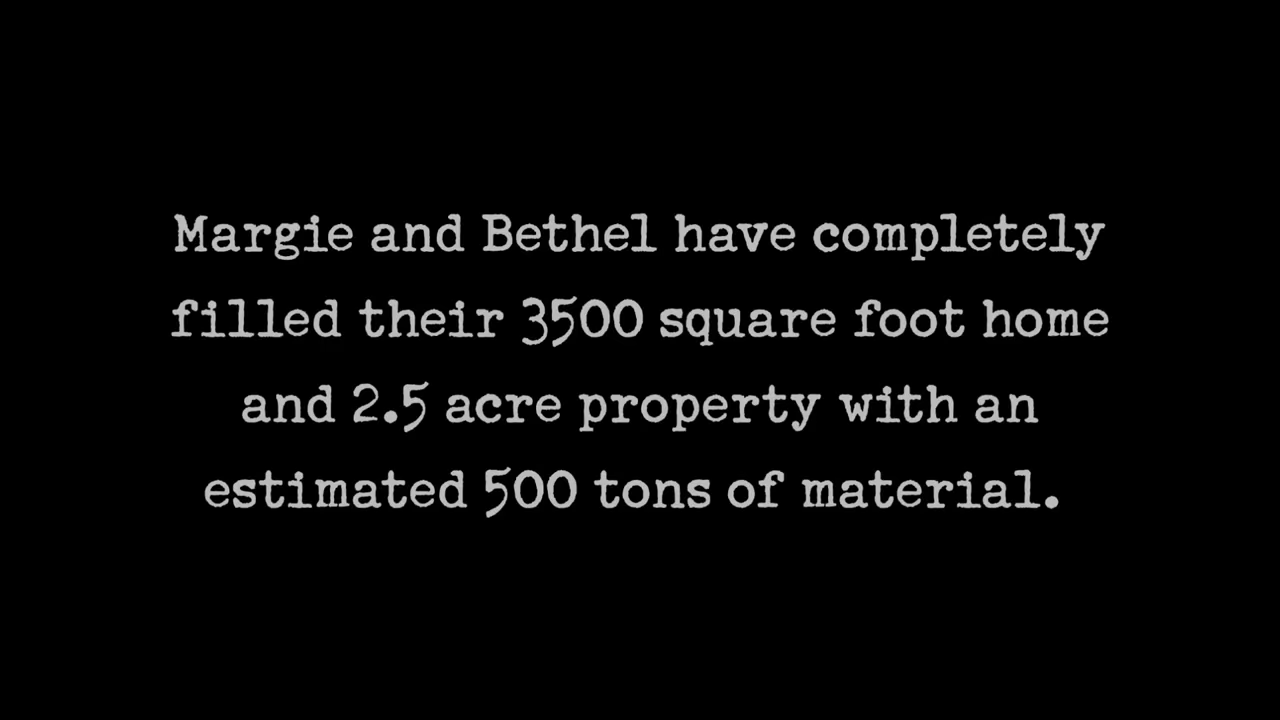 Margie and Bethel have completely
filled their 3500 square foot home
and 2.5 acre property with an
estimated 500 tons of material.